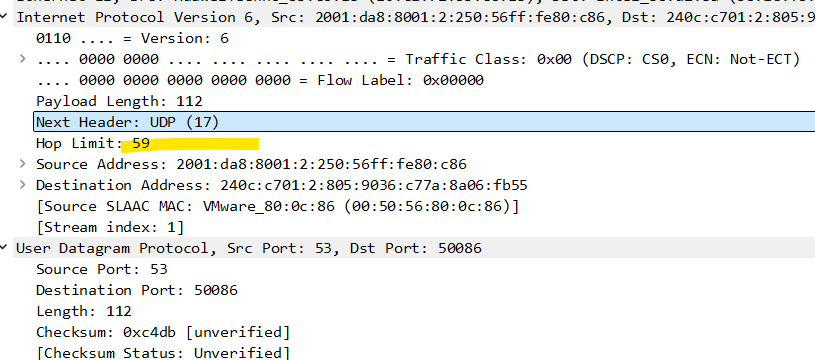 Internet Protocol Version 6, Src: 2001:da8:8001:2:250:56ff:fe80:c86, Dst: 240c:c701:2:805:9
0110 .... = Version: 6
.... 0000 0000 .... .... .... .... .... = Traffic Class: 0x00 (DSCP: CS0, ECN: Not-ECT)
.... 0000 0000 0000 0000 0000 = Flow Label: 0x00000
Payload Length: 112
Next Header: UDP (17)
Hop Limit: 59
Source Address: 2001:da8:8001:2:250:56ff:fe80:c86
Destination Address: 240c:c701:2:805:9036:c77a:8a06:fb55
[Source SLAAC MAC: VMware_80:0c:86 (00:50:56:80:0c:86)]
[Stream index: 1]
User Datagram Protocol, Src Port: 53, Dst Port: 50086
Source Port: 53
Destination Port: 50086
Length: 112
Checksum: 0xc4db [unverified]
[Checksum Status: Unverified]